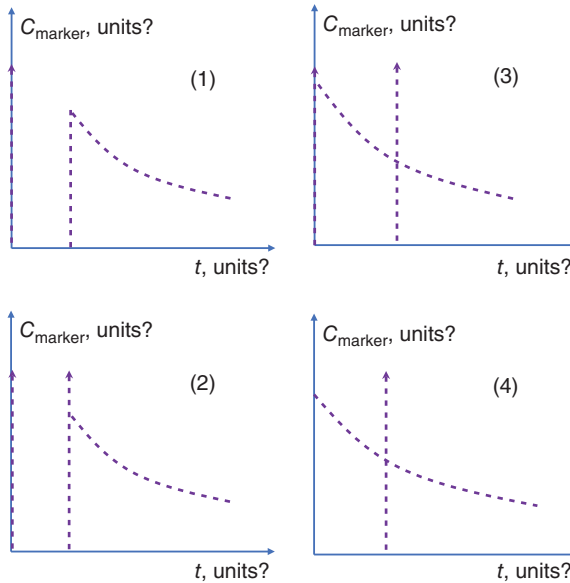 C_marker, units?
(1)
t, units?
C_marker, units?
(3)
t, units?
C_marker, units?
(2)
t, units?
C_marker, units?
(4)
t, units?